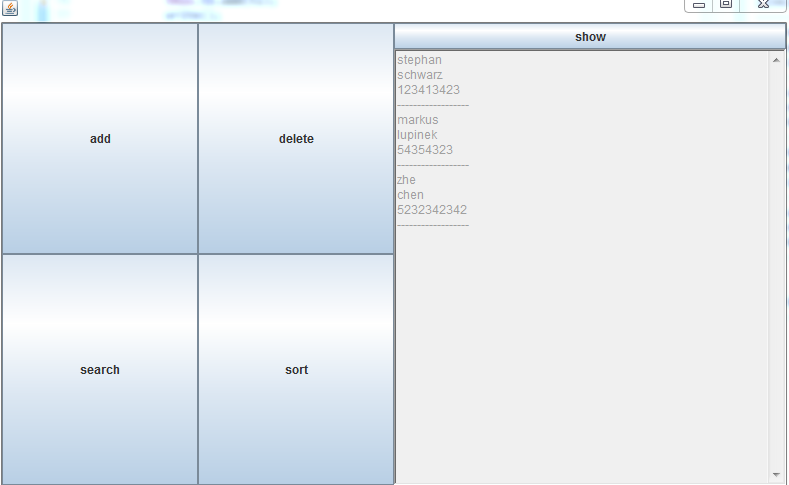 add
delete
search
sort
show
stephan
schwarz
123413423
------------------
markus
lupinek
54354323
------------------
zhe
chen
5232342342
------------------